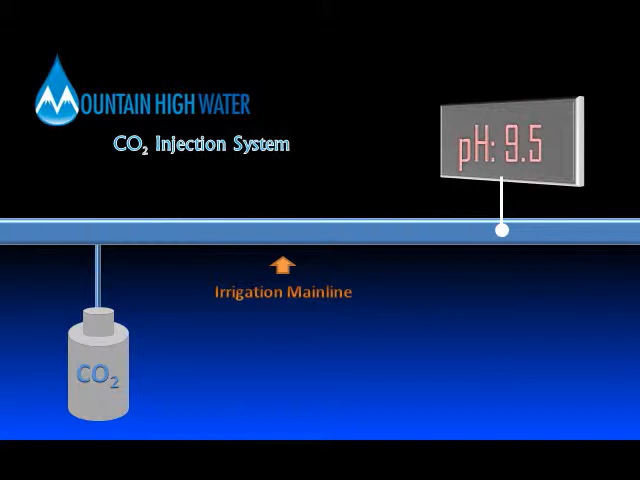 MOUNTAIN HIGH WATER
CO₂ Injection System
pH: 9.5
Irrigation Mainline
CO₂